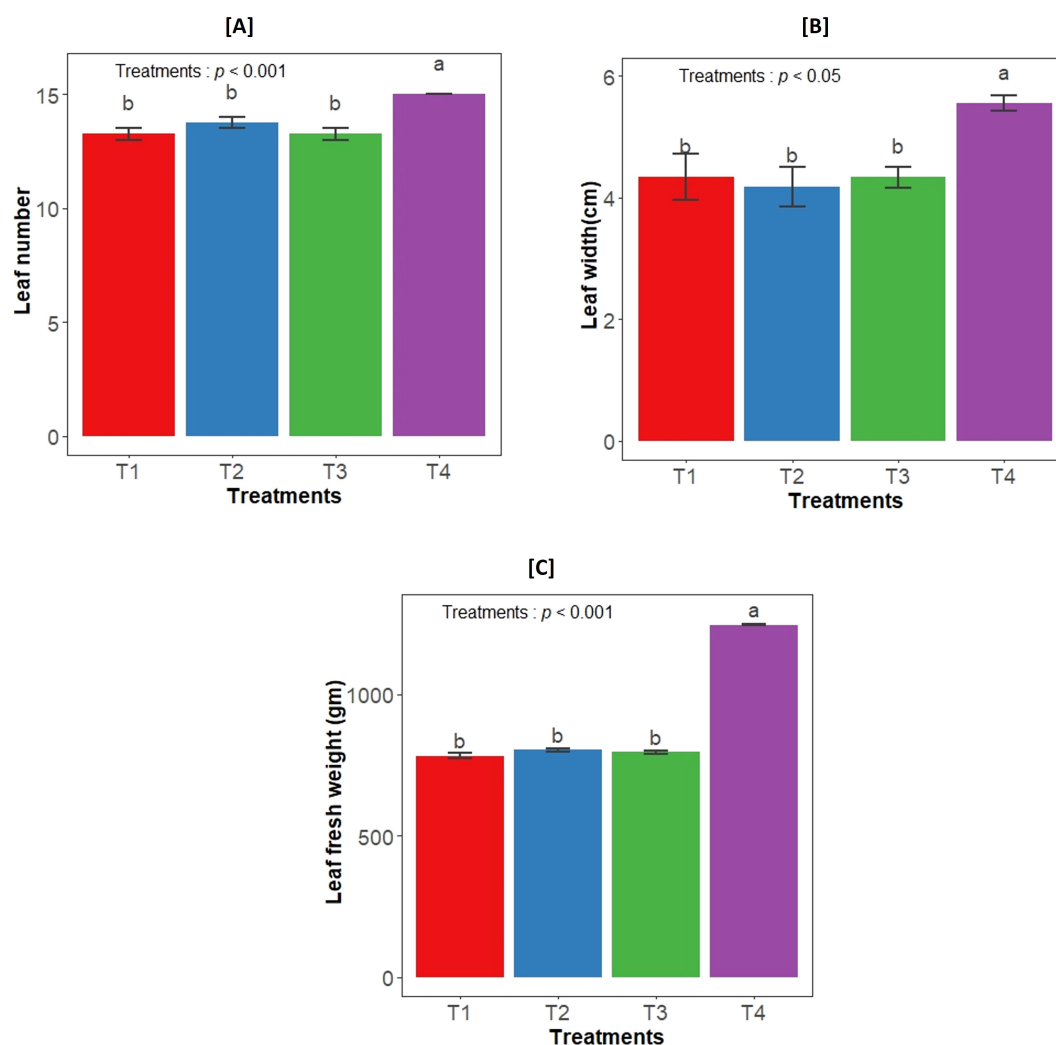 [A]
Treatments : p < 0.001
a
b
b
b
15
10
5
0
Leaf number
T1 T2 T3 T4
Treatments
[B]
Treatments : p < 0.05
a
b
b
b
6
4
2
0
Leaf width(cm)
T1 T2 T3 T4
Treatments
[C]
Treatments : p < 0.001
a
b
b
b
1000
500
0
Leaf fresh weight (gm)
T1 T2 T3 T4
Treatments